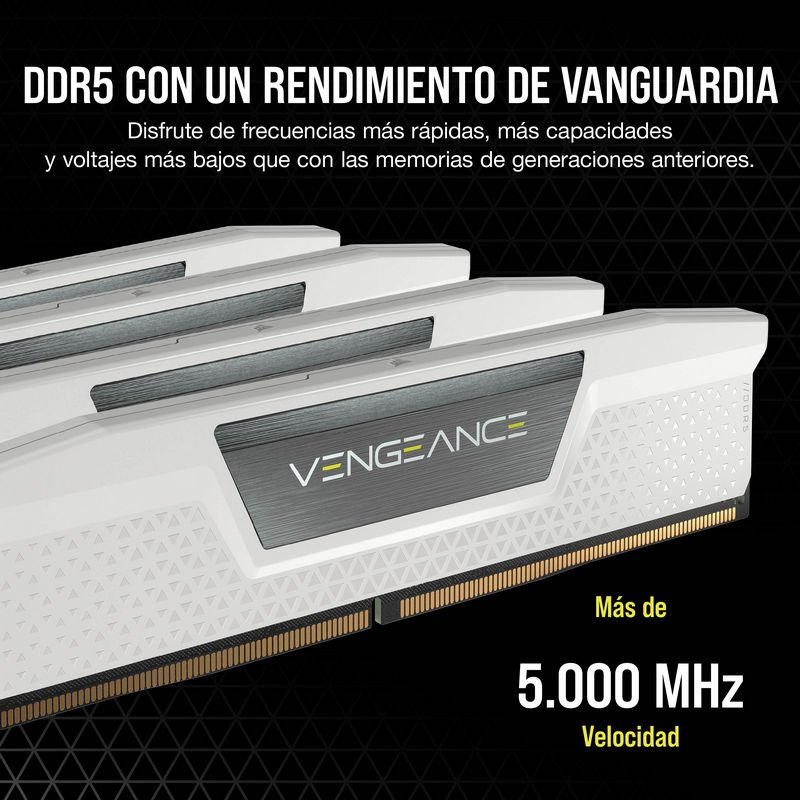 DDR5 CON UN RENDIMIENTO DE VANGUARDIA
Disfrute de frecuencias más rápidas, más capacidades
y voltajes más bajos que con las memorias de generaciones anteriores.
VENGEANCE
//DDR5
Más de
5.000 MHz
Velocidad